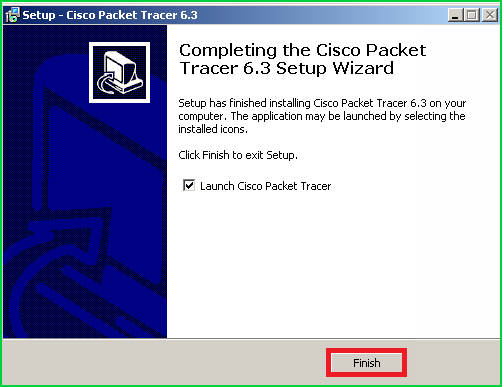 Setup - Cisco Packet Tracer 6.3
Completing the Cisco Packet
Tracer 6.3 Setup Wizard
Setup has finished installing Cisco Packet Tracer 6.3 on your
computer. The application may be launched by selecting the
installed icons.
Click Finish to exit Setup.
Launch Cisco Packet Tracer
Finish